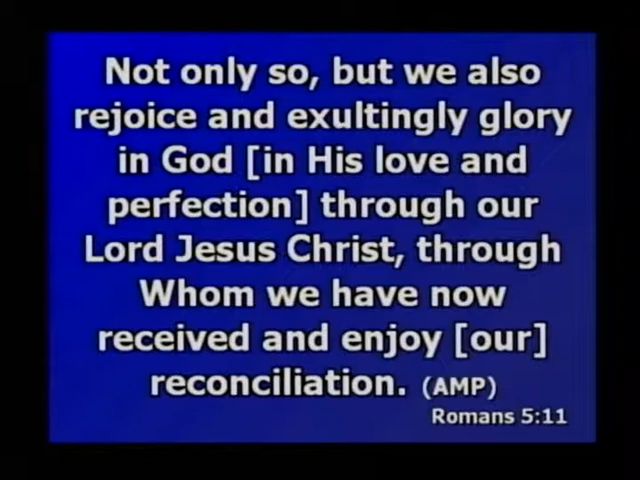 Not only so, but we also
rejoice and exultingly glory
in God [in His love and
perfection] through our
Lord Jesus Christ, through
Whom we have now
received and enjoy [our]
reconciliation. (AMP)
Romans 5:11